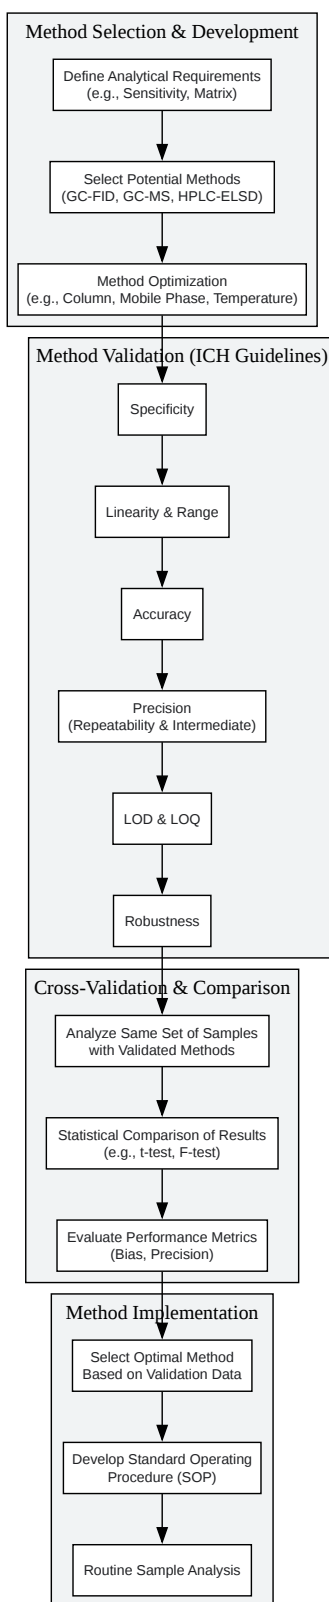 Method Selection & Development
Define Analytical Requirements
(e.g., Sensitivity, Matrix)
Select Potential Methods
(GC-FID, GC-MS, HPLC-ELSD)
Method Optimization
(e.g., Column, Mobile Phase, Temperature)
Method Validation (ICH Guidelines)
Specificity
Linearity & Range
Accuracy
Precision
(Repeatability & Intermediate)
LOD & LOQ
Robustness
Cross-Validation & Comparison
Analyze Same Set of Samples
with Validated Methods
Statistical Comparison of Results
(e.g., t-test, F-test)
Evaluate Performance Metrics
(Bias, Precision)
Method Implementation
Select Optimal Method
Based on Validation Data
Develop Standard Operating
Procedure (SOP)
Routine Sample Analysis